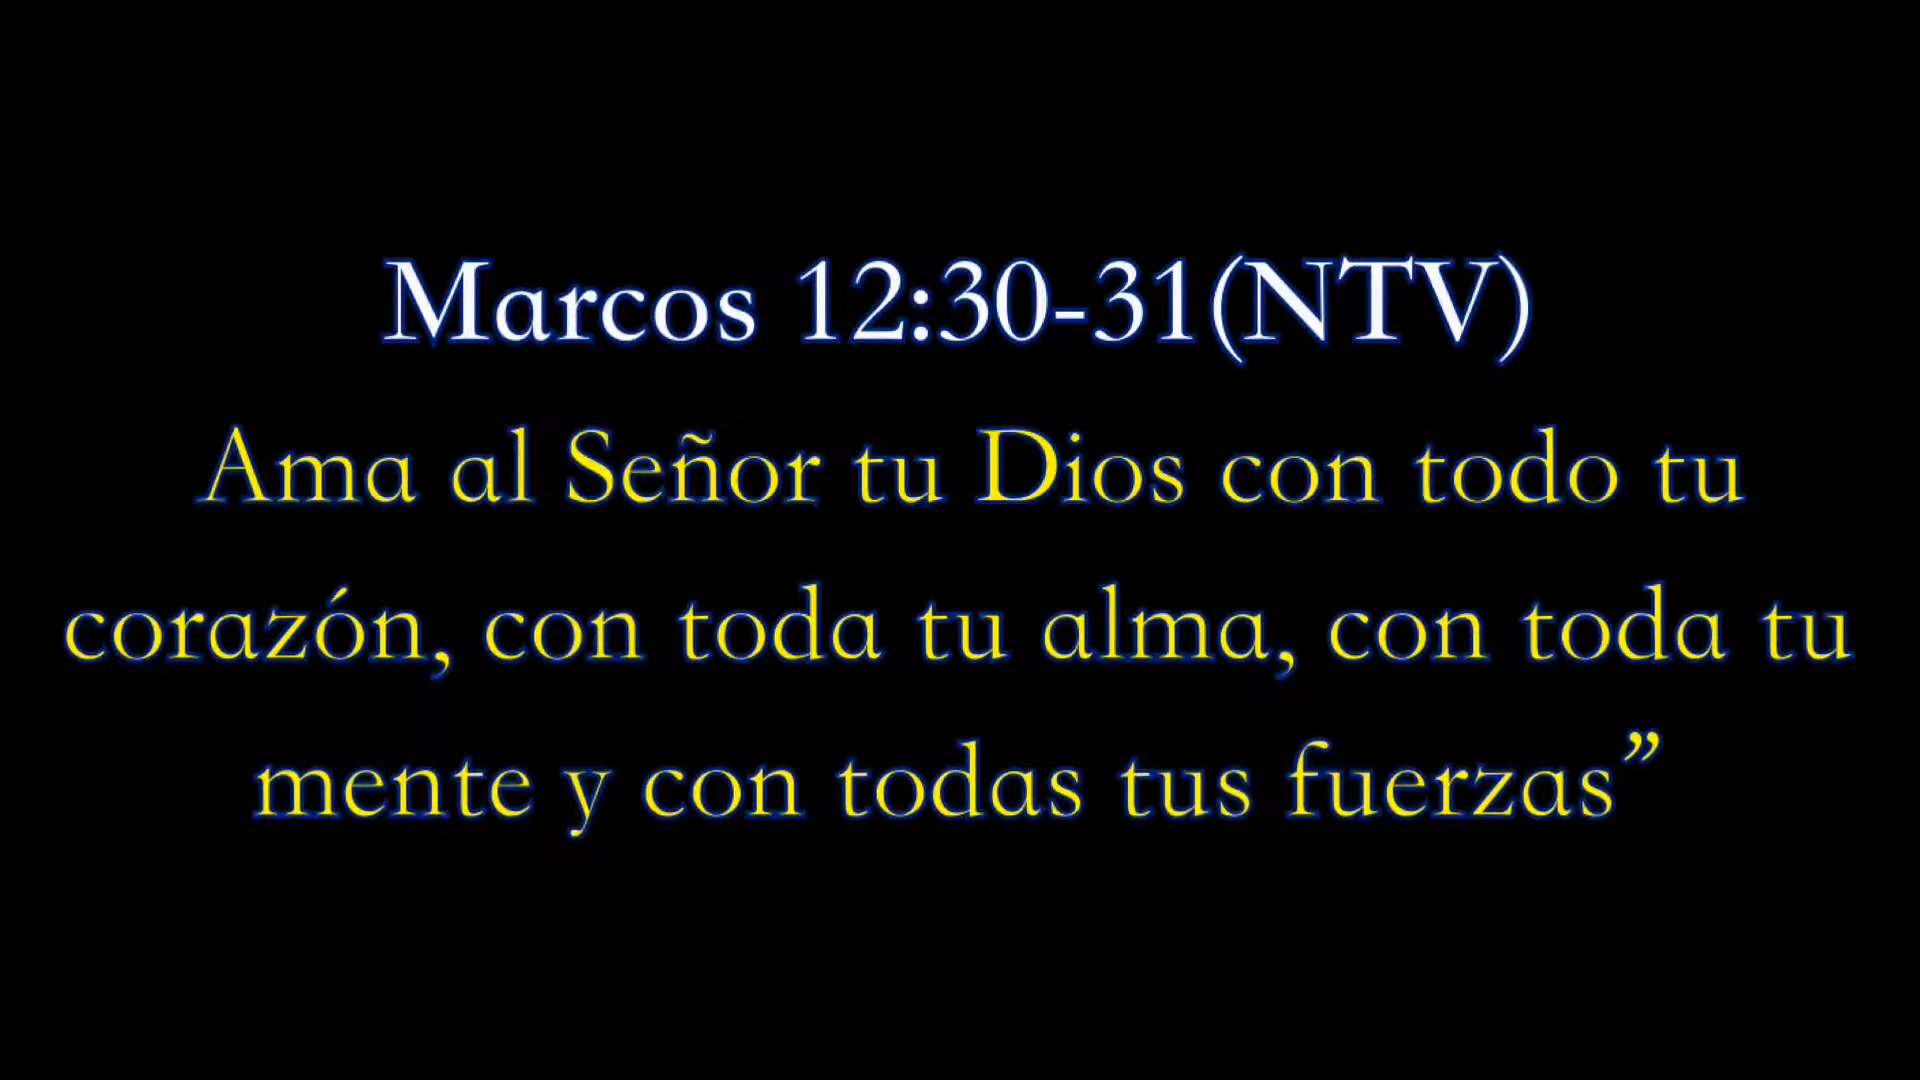 Marcos 12:30-31(NTV)
Ama al Señor tu Dios con todo tu
corazón, con toda tu alma, con toda tu
mente y con todas tus fuerzas”